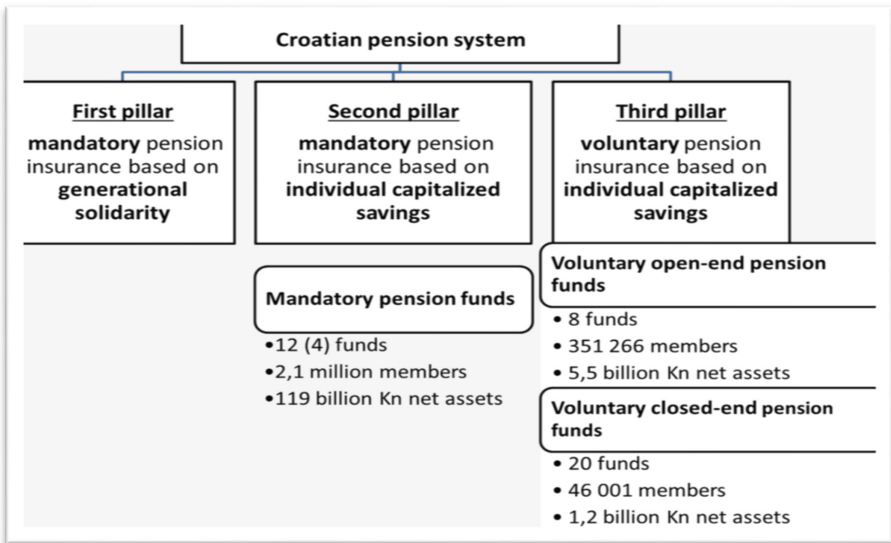 Croatian pension system
First pillar
mandatory pension
insurance based on
generational
solidarity
Second pillar
mandatory pension
insurance based on
individual capitalized
savings
Third pillar
voluntary pension
insurance based on
individual capitalized
savings
Mandatory pension funds
•12 (4) funds
•2,1 million members
•119 billion Kn net assets
Voluntary open-end pension
funds
• 8 funds
• 351 266 members
• 5,5 billion Kn net assets
Voluntary closed-end pension
funds
• 20 funds
• 46 001 members
• 1,2 billion Kn net assets